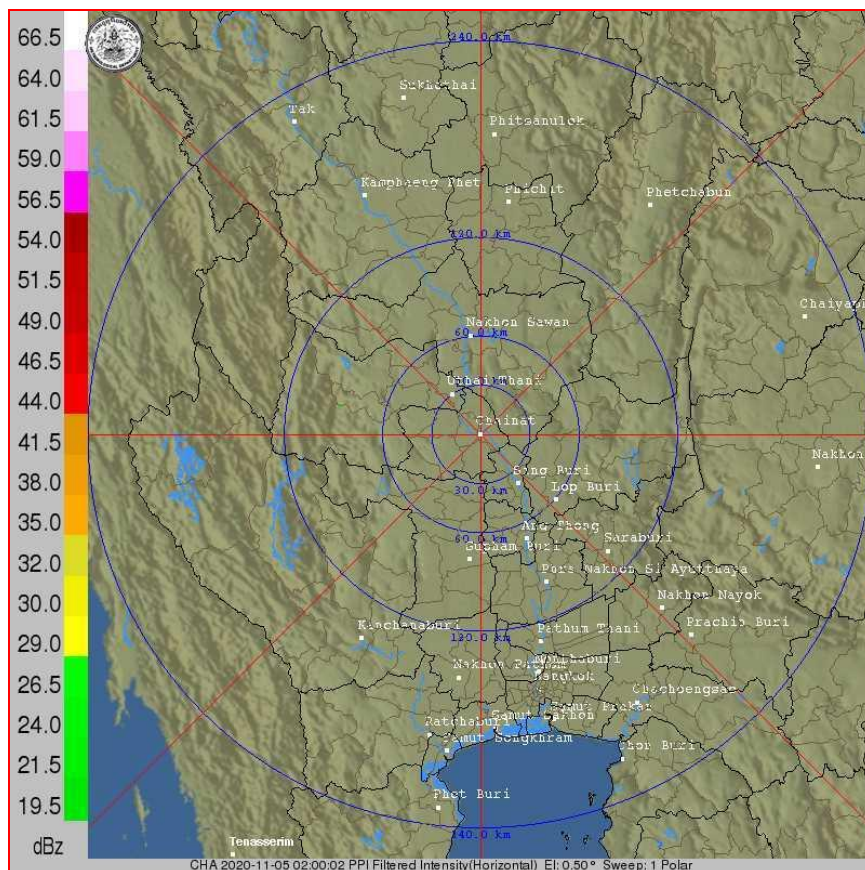 66.5
64.0
61.5
59.0
56.5
54.0
51.5
49.0
46.5
44.0
41.5
38.0
35.0
32.0
30.0
29.0
26.5
24.0
21.5
19.5
dBz
240.0 km
Sukhothai
Tak
Phitsanulok
Kamphaeng Phet
Phichit
Phetchabun
120.0 km
Chaiyaph
Nakhon Sawan
60.0 km
Uthai Thani
Chainat
Nakhon
Sing Buri
30.0 km
Lop Buri
Ang Thong
60.0 km
Suphan Buri
Saraburi
Pora Nakhon Si Ayutthaya
Nakhon Nayok
Kanchanaburi
120.0 km
Pathum Thani
Prachin Buri
Nakhon Pathom
Nonthaburi
Bangkok
Chachoengsao
Samut Prakan
Samut Sakhon
Ratchaburi
Samut Songkhram
Chon Buri
Phet Buri
240.0 km
Tenasserim
CHA 2020-11-05 02:00:02 PPI Filtered Intensity(Horizontal) El: 0.50° Sweep: 1 Polar